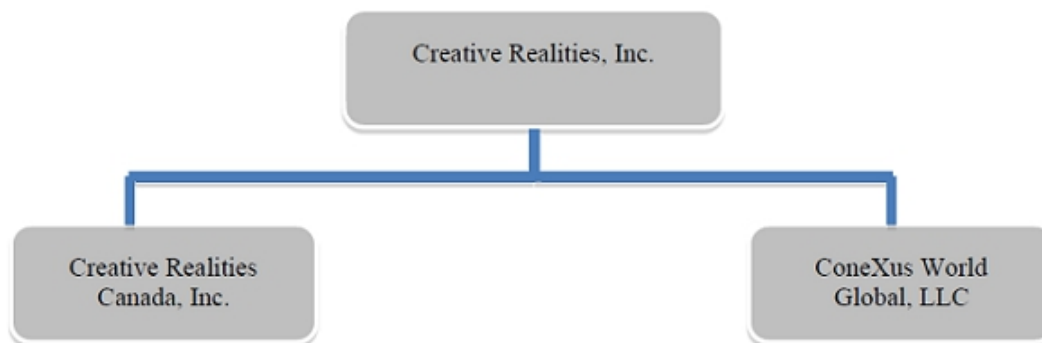 Creative Realities, Inc.
Creative Realities
Canada, Inc.
ConeXus World
Global, LLC